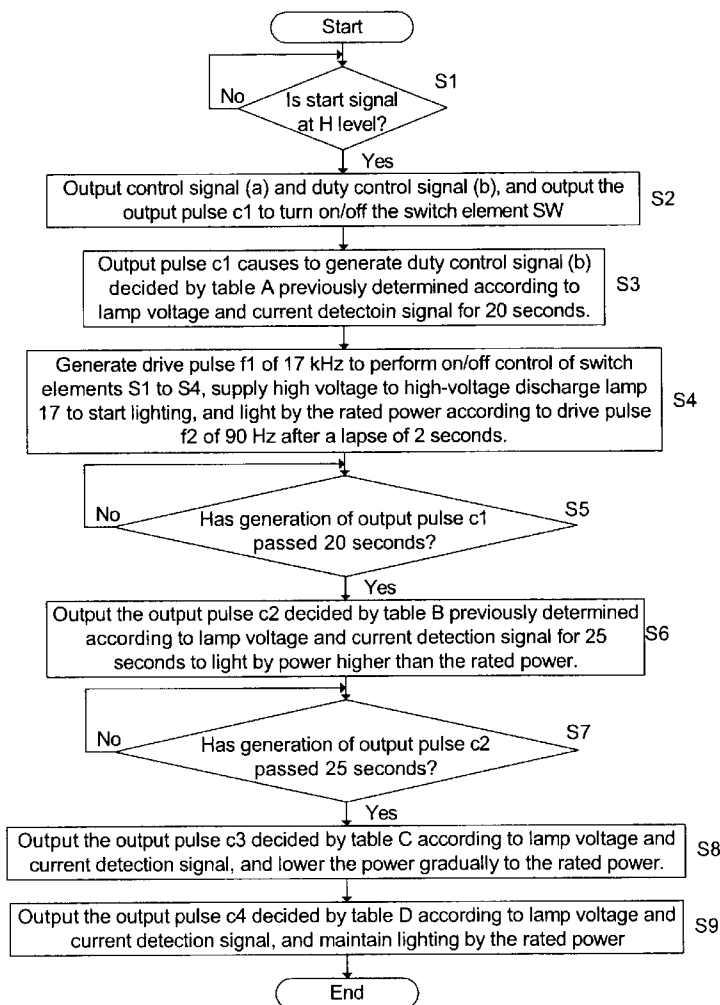 Start
S1
No
Is start signal
at H level?
Yes
Output control signal (a) and duty control signal (b), and output the
output pulse c1 to turn on/off the switch element SW
S2
Output pulse c1 causes to generate duty control signal (b)
decided by table A previously determined according to
lamp voltage and current detectoin signal for 20 seconds.
S3
Generate drive pulse f1 of 17 kHz to perform on/off control of switch
elements S1 to S4, supply high voltage to high-voltage discharge lamp
17 to start lighting, and light by the rated power according to drive pulse
f2 of 90 Hz after a lapse of 2 seconds.
S4
No
Has generation of output pulse c1
passed 20 seconds?
S5
Yes
Output the output pulse c2 decided by table B previously determined
according to lamp voltage and current detection signal for 25
seconds to light by power higher than the rated power.
S6
No
Has generation of output pulse c2
passed 25 seconds?
S7
Yes
Output the output pulse c3 decided by table C according to lamp voltage and
current detection signal, and lower the power gradually to the rated power.
S8
Output the output pulse c4 decided by table D according to lamp voltage and
current detection signal, and maintain lighting by the rated power
S9
End